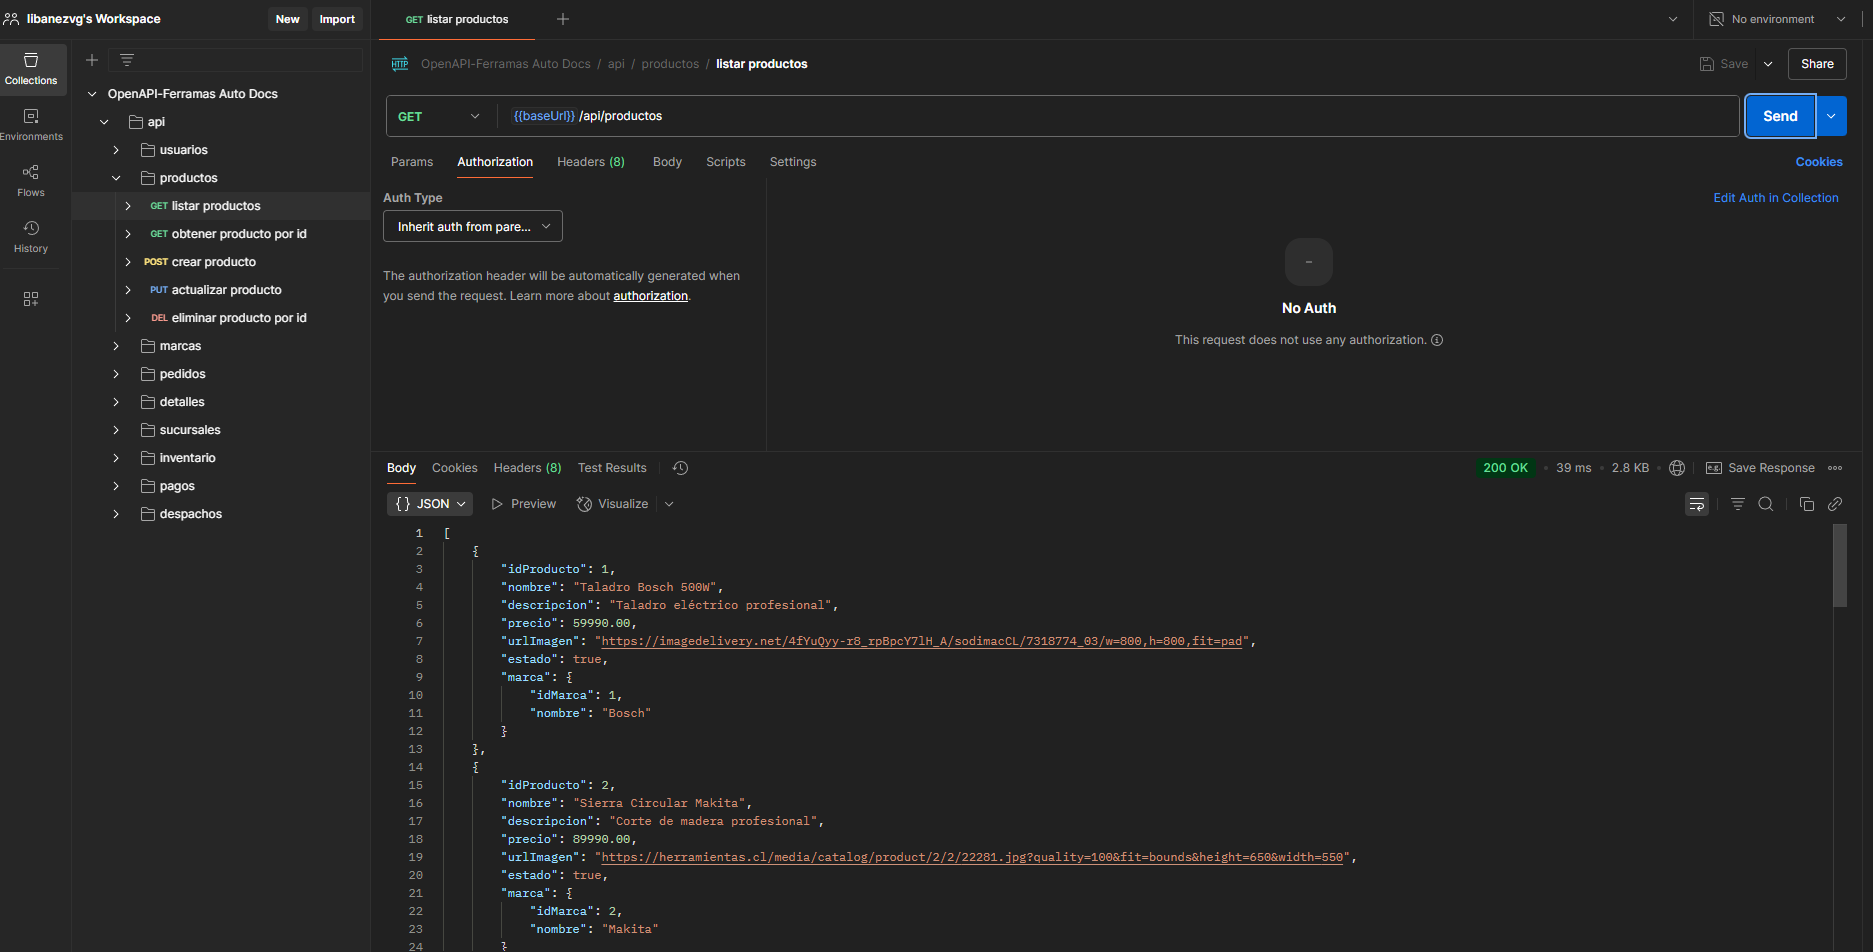 libanezvg's Workspace
New
Import
GET listar productos
No environment
Collections
Environments
Flows
History
OpenAPI-Ferramas Auto Docs
api
usuarios
productos
GET listar productos
GET obtener producto por id
POST crear producto
PUT actualizar producto
DEL eliminar producto por id
marcas
pedidos
detalles
sucursales
inventario
pagos
despachos
HTTP OpenAPI-Ferramas Auto Docs / api / productos / listar productos
Save
Share
GET {{baseUrl}} /api/productos
Send
Params Authorization Headers (8) Body Scripts Settings
Cookies
Auth Type
Inherit auth from pare...
The authorization header will be automatically generated when
you send the request. Learn more about authorization.
Edit Auth in Collection
No Auth
This request does not use any authorization.
Body Cookies Headers (8) Test Results
200 OK • 39 ms • 2.8 KB
e.g. Save Response
{} JSON Preview Visualize
1 [
2 {
3 "idProducto": 1,
4 "nombre": "Taladro Bosch 500W",
5 "descripcion": "Taladro eléctrico profesional",
6 "precio": 59990.00,
7 "urlImagen": "https://imagedelivery.net/4fYuQyy-r8_rpBpcY7lH_A/sodimacCL/7318774_03/w=800,h=800,fit=pad",
8 "estado": true,
9 "marca": {
10 "idMarca": 1,
11 "nombre": "Bosch"
12 }
13 },
14 {
15 "idProducto": 2,
16 "nombre": "Sierra Circular Makita",
17 "descripcion": "Corte de madera profesional",
18 "precio": 89990.00,
19 "urlImagen": "https://herramientas.cl/media/catalog/product/2/2/22281.jpg?quality=100&fit=bounds&height=650&width=550",
20 "estado": true,
21 "marca": {
22 "idMarca": 2,
23 "nombre": "Makita"
24 }